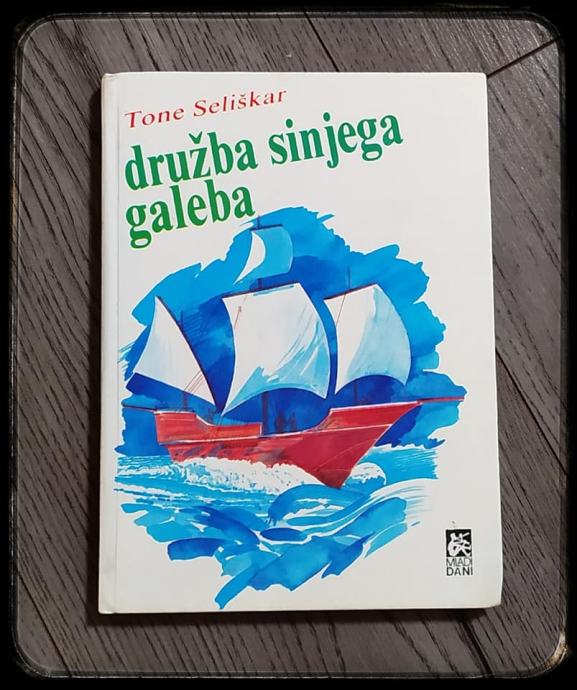 Tone Seliškar
družba sinjega
galeba
MLADI
DANI